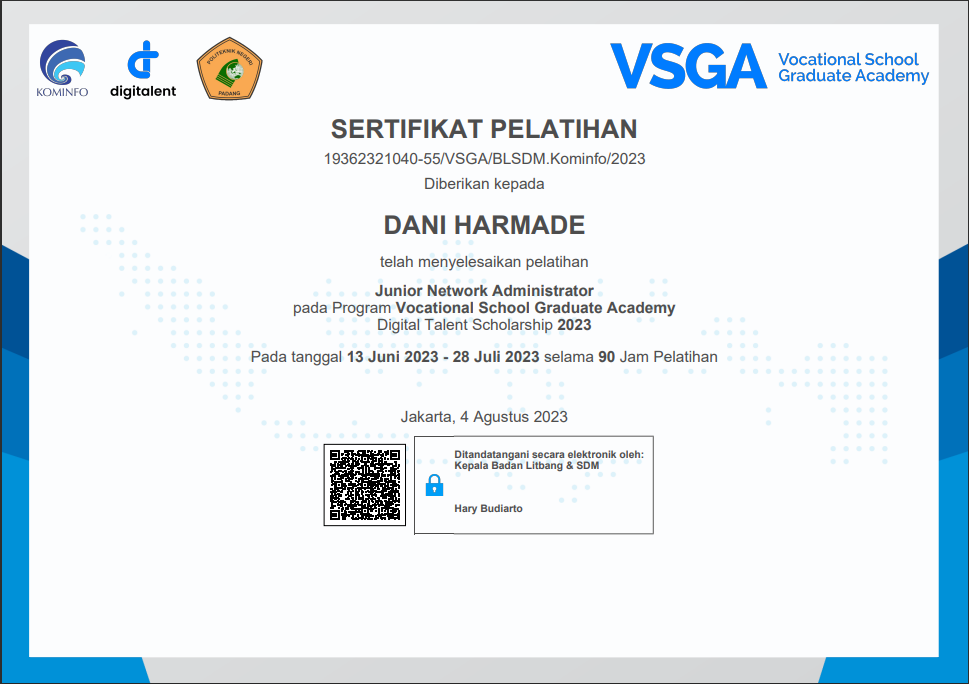 KOMINFO
digitalent
POLITEKNIK NEGERI
PADANG
VSGA
Vocational School
Graduate Academy
SERTIFIKAT PELATIHAN
19362321040-55/VSGA/BLSDM.Kominfo/2023
Diberikan kepada
DANI HARMADE
telah menyelesaikan pelatihan
Junior Network Administrator
pada Program Vocational School Graduate Academy
Digital Talent Scholarship 2023
Pada tanggal 13 Juni 2023 - 28 Juli 2023 selama 90 Jam Pelatihan
Jakarta, 4 Agustus 2023
Ditandatangani secara elektronik oleh:
Kepala Badan Litbang & SDM
Hary Budiarto